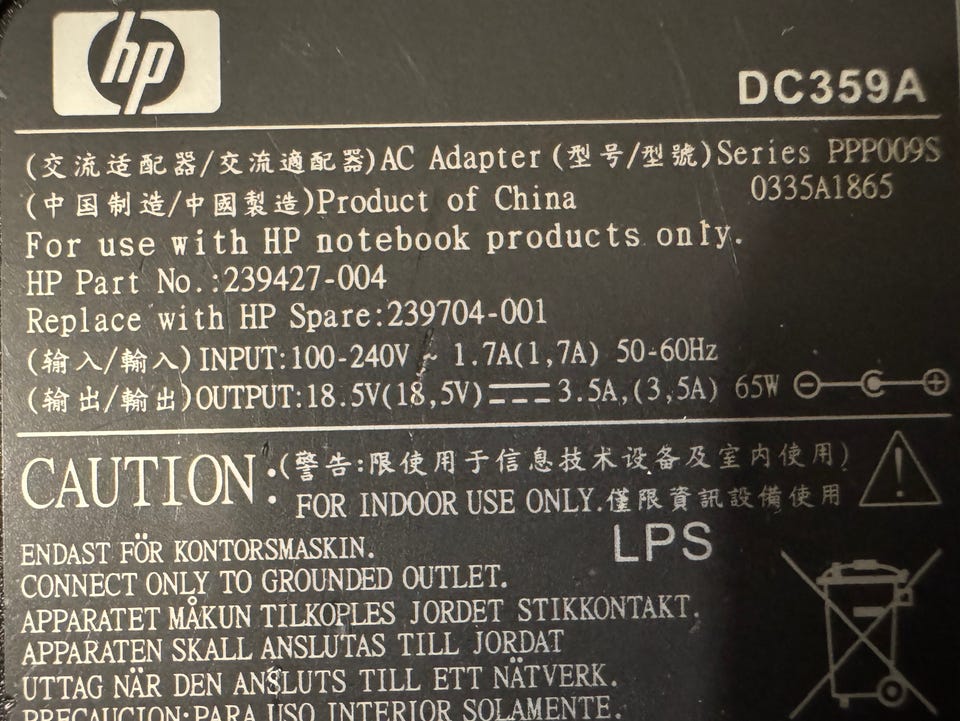 hp
DC359A
(交流适配器/交流適配器)AC Adapter(型号/型號)Series PPP009S
0335A1865
(中国制造/中國製造)Product of China
For use with HP notebook products only.
HP Part No.:239427-004
Replace with HP Spare:239704-001
(输入/輸入)INPUT:100-240V ~ 1.7A(1,7A) 50-60Hz
(输出/輸出)OUTPUT:18.5V(18,5V)⎓3.5A,(3,5A) 65W
CAUTION:(警告:限使用于信息技术设备及室内使用)
FOR INDOOR USE ONLY.僅限資訊設備使用
LPS
ENDAST FÖR KONTORSMASKIN.
CONNECT ONLY TO GROUNDED OUTLET.
APPARATET MÅKUN TILKOPLES JORDET STIKKONTAKT.
APPARATEN SKALL ANSLUTAS TILL JORDAT
UTTAG NÄR DEN ANSLUTS TILL ETT NÄTVERK.
PRECAUCION:PARA USO INTERIOR SOLAMENTE.